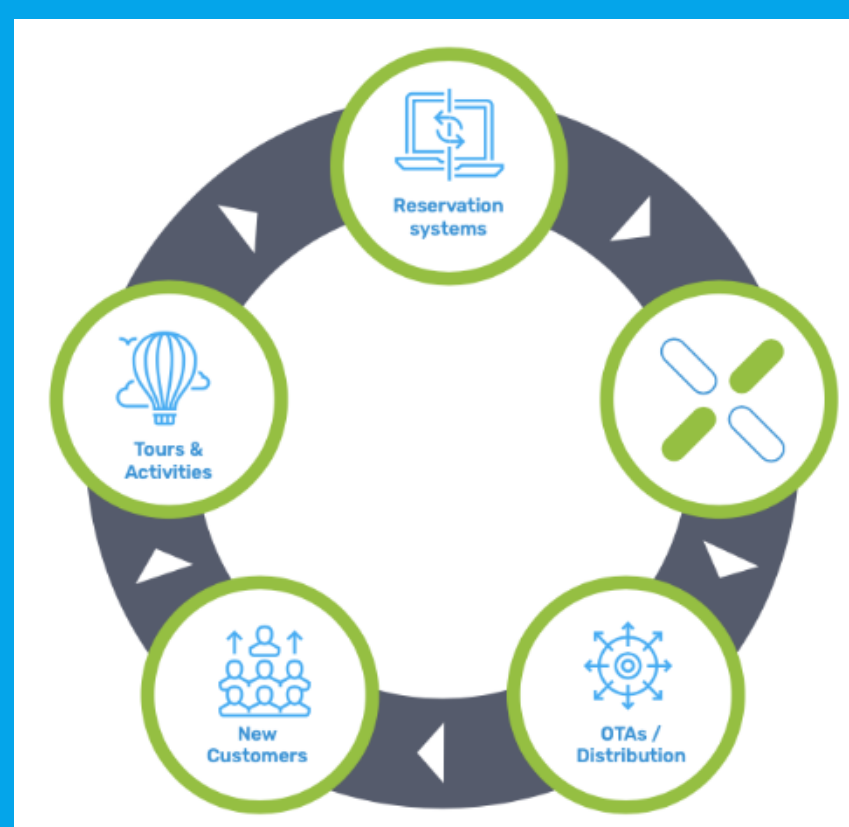 Reservation
systems
Tours &
Activities
New
Customers
OTAs /
Distribution